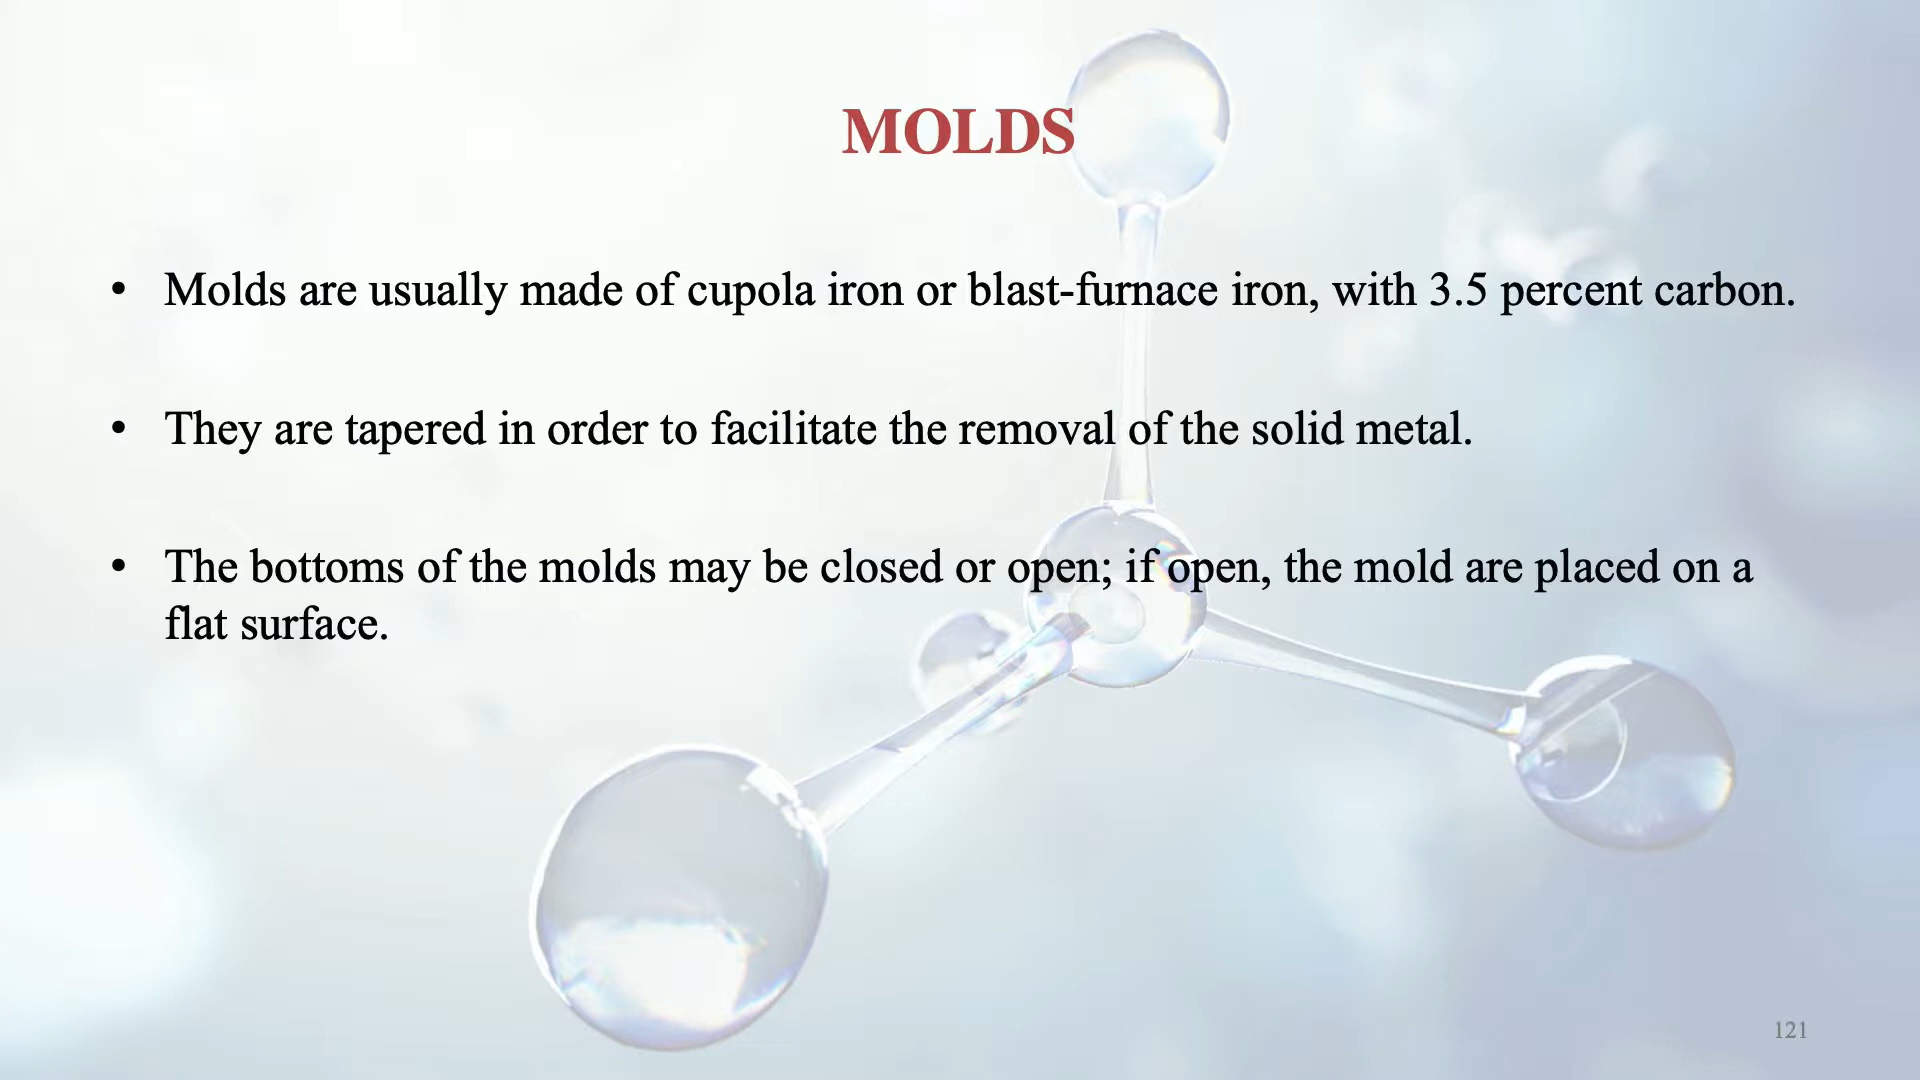 MOLDS
• Molds are usually made of cupola iron or blast-furnace iron, with 3.5 percent carbon.
• They are tapered in order to facilitate the removal of the solid metal.
• The bottoms of the molds may be closed or open; if open, the mold are placed on a
flat surface.
121